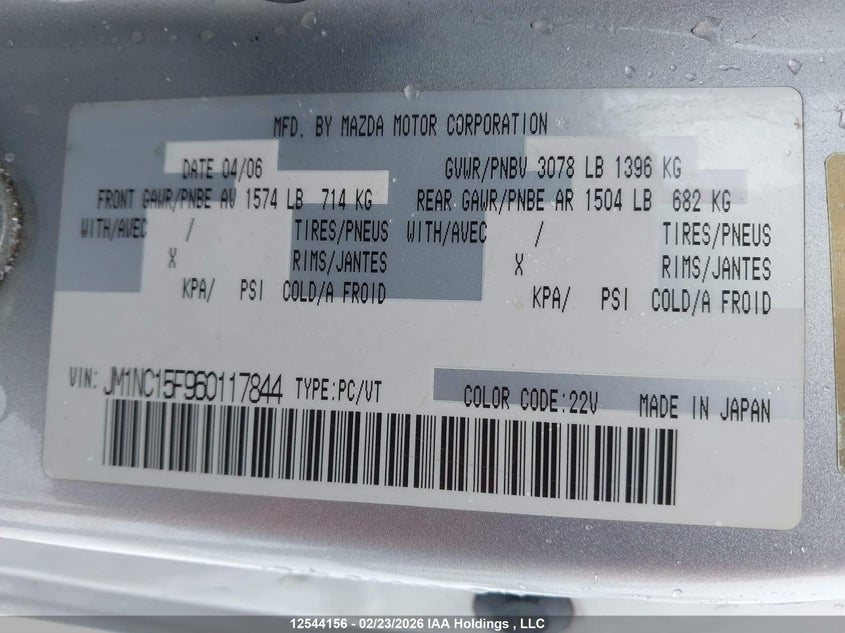 MFD. BY MAZDA MOTOR CORPORATION
DATE 04/06 GVWR/PNBV 3078 LB 1396 KG
FRONT GAWR/PNBE AV 1574 LB 714 KG REAR GAWR/PNBE AR 1504 LB 682 KG
WITH/AVEC / TIRES/PNEUS WITH/AVEC / TIRES/PNEUS
X RIMS/JANTES X RIMS/JANTES
KPA/ PSI COLD/A FROID KPA/ PSI COLD/A FROID
VIN: JM1NC15F960117844 TYPE:PC/VT COLOR CODE:22V MADE IN JAPAN
12544156 - 02/23/2026 IAA Holdings , LLC